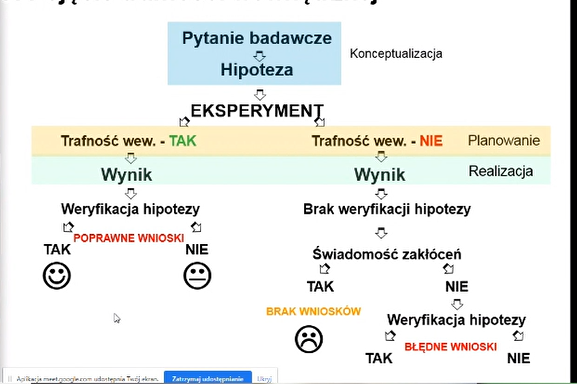 Pytanie badawcze
Hipoteza
Konceptualizacja
EKSPERYMENT
Trafność wew. - TAK
Trafność wew. - NIE
Planowanie
Wynik
Wynik
Realizacja
Weryfikacja hipotezy
Brak weryfikacji hipotezy
POPRAWNE WNIOSKI
TAK
NIE
Świadomość zakłóceń
TAK
NIE
BRAK WNIOSKÓW
Weryfikacja hipotezy
BŁĘDNE WNIOSKI
TAK
NIE
Aplikacja meet.google.com udostępnia Twój ekran.
Zatrzymaj udostępnianie
Ukryj